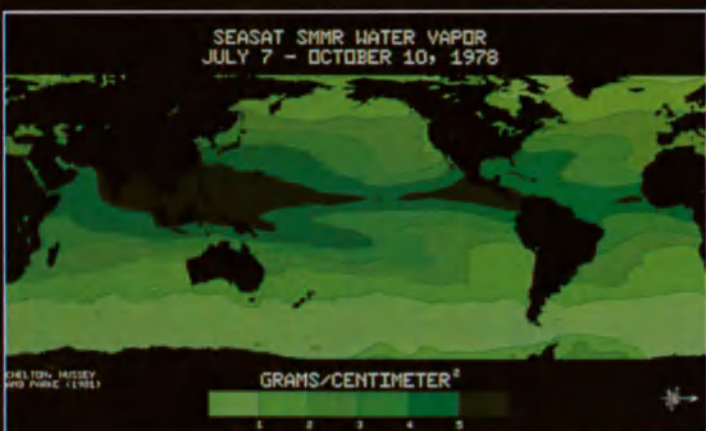 SEASAT SMMR WATER VAPOR
JULY 7 - OCTOBER 10, 1978
CHELTON, HUSSEY
AND PARKE (1981)
GRAMS/CENTIMETER²
1 2 3 4 5